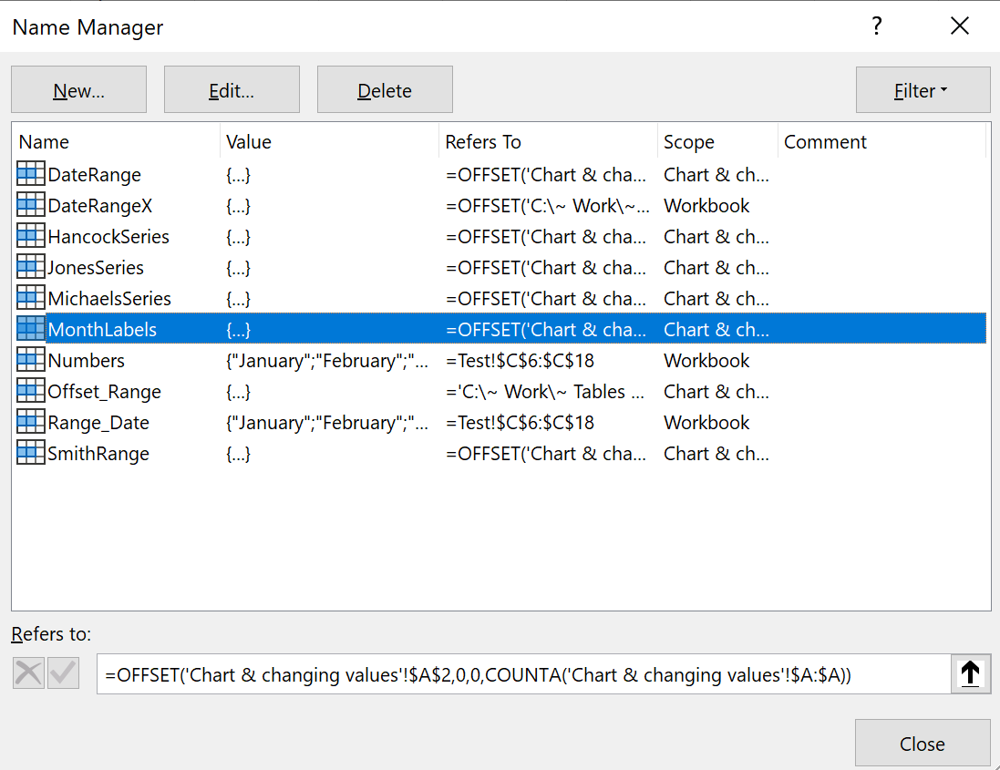 Name Manager ?
New... Edit... Delete Filter
Name Value Refers To Scope Comment
DateRange {...} =OFFSET('Chart & cha... Chart & ch...
DateRangeX {...} =OFFSET('C:\~ Work\~... Workbook
HancockSeries {...} =OFFSET('Chart & cha... Chart & ch...
JonesSeries {...} =OFFSET('Chart & cha... Chart & ch...
MichaelsSeries {...} =OFFSET('Chart & cha... Chart & ch...
MonthLabels {...} =OFFSET('Chart & cha... Chart & ch...
Numbers {"January";"February";"... =Test!$C$6:$C$18 Workbook
Offset_Range {...} ='C:\~ Work\~ Tables ... Chart & ch...
Range_Date {"January";"February";"... =Test!$C$6:$C$18 Workbook
SmithRange {...} =OFFSET('Chart & cha... Chart & ch...
Refers to:
=OFFSET('Chart & changing values'!$A$2,0,0,COUNTA('Chart & changing values'!$A:$A))
Close